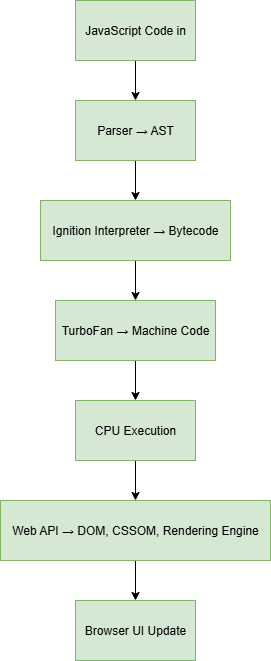 JavaScript Code in
Parser → AST
Ignition Interpreter → Bytecode
TurboFan → Machine Code
CPU Execution
Web API → DOM, CSSOM, Rendering Engine
Browser UI Update